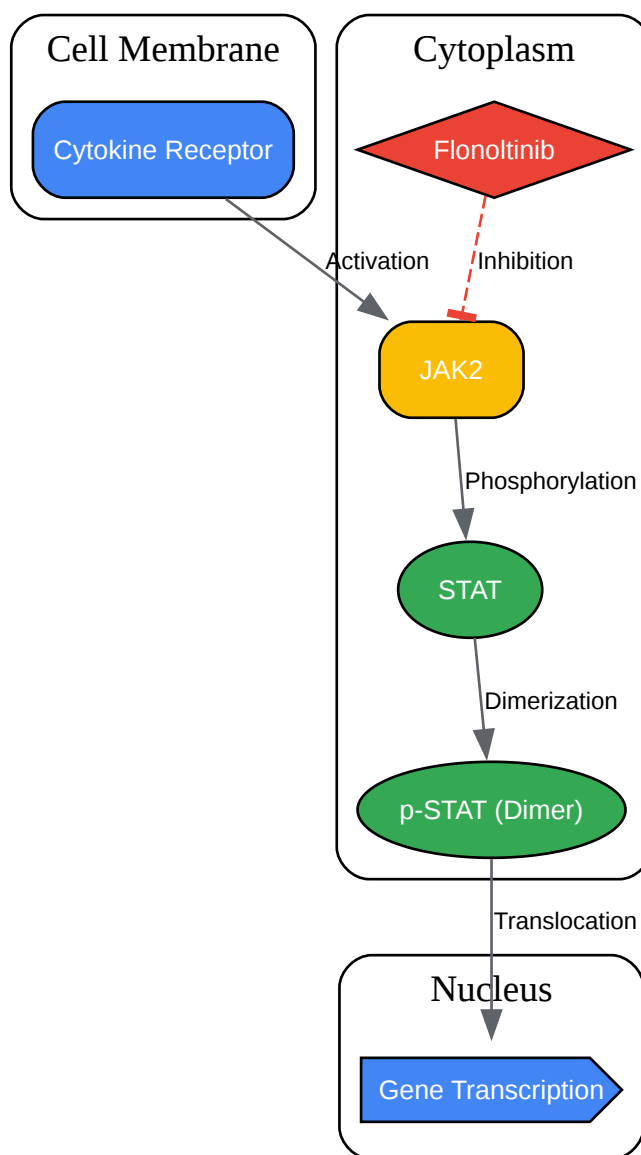 Cell Membrane
Cytokine Receptor
Cytoplasm
Flonoltinib
Activation
Inhibition
JAK2
Phosphorylation
STAT
Dimerization
p-STAT (Dimer)
Translocation
Nucleus
Gene Transcription